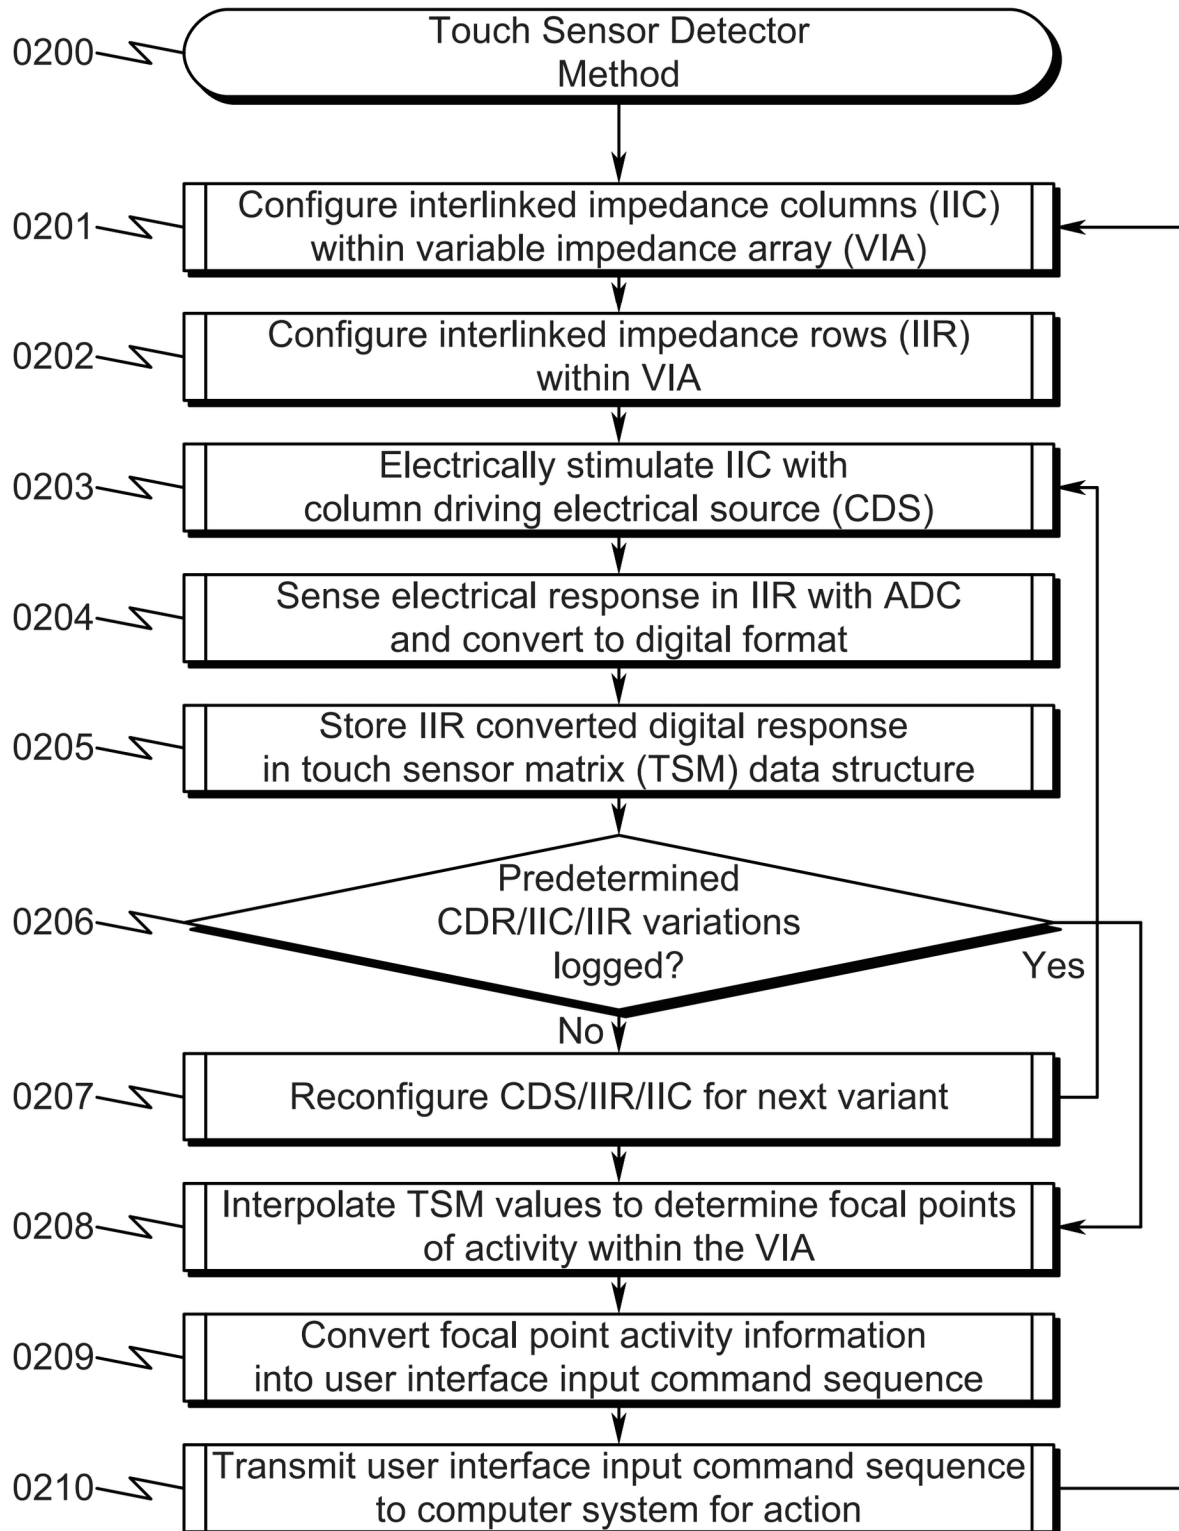 0200
Touch Sensor Detector
Method
0201
Configure interlinked impedance columns (IIC)
within variable impedance array (VIA)
0202
Configure interlinked impedance rows (IIR)
within VIA
0203
Electrically stimulate IIC with
column driving electrical source (CDS)
0204
Sense electrical response in IIR with ADC
and convert to digital format
0205
Store IIR converted digital response
in touch sensor matrix (TSM) data structure
0206
Predetermined
CDR/IIC/IIR variations
logged?
Yes
No
0207
Reconfigure CDS/IIR/IIC for next variant
0208
Interpolate TSM values to determine focal points
of activity within the VIA
0209
Convert focal point activity information
into user interface input command sequence
0210
Transmit user interface input command sequence
to computer system for action